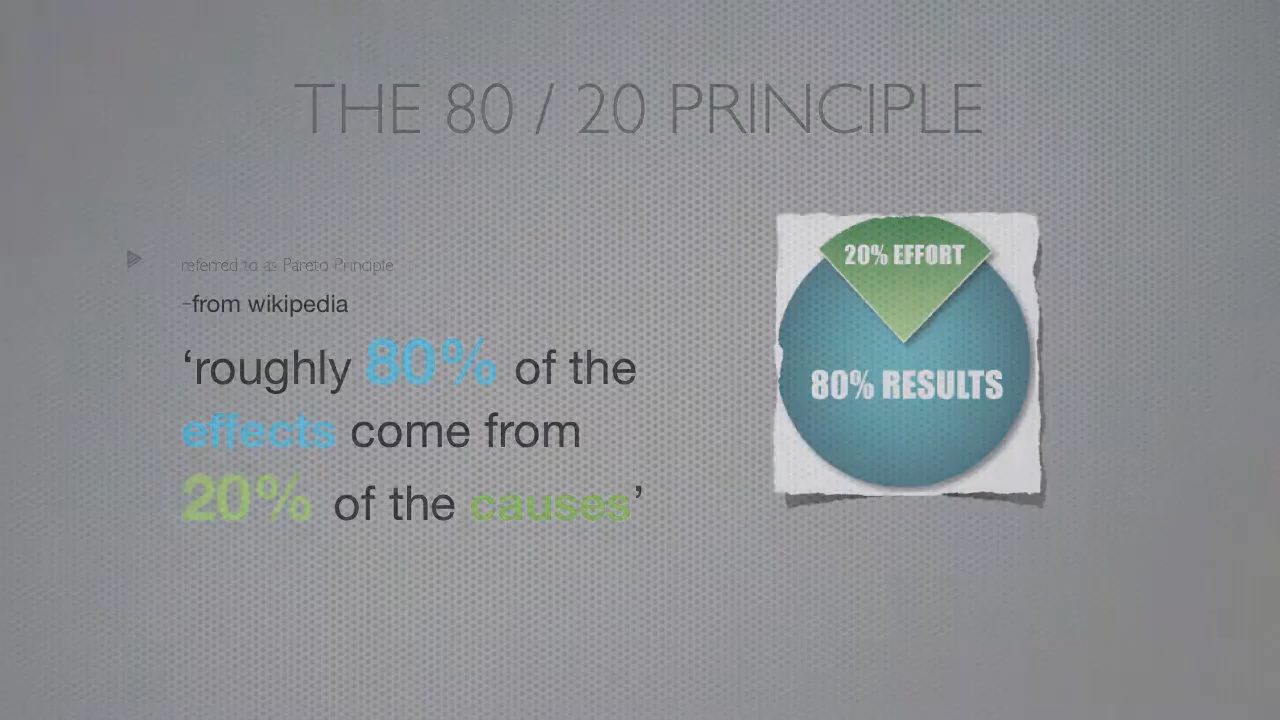 THE 80 / 20 PRINCIPLE
referred to as Pareto Principle
-from wikipedia
‘roughly 80% of the
effects come from
20% of the causes’
20% EFFORT
80% RESULTS